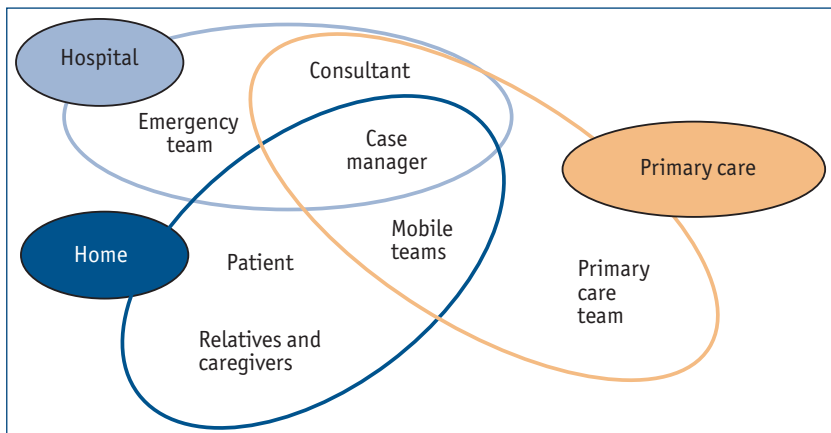 Hospital
Consultant
Emergency
team
Case
manager
Primary care
Home
Patient
Mobile
teams
Primary
care
team
Relatives and
caregivers